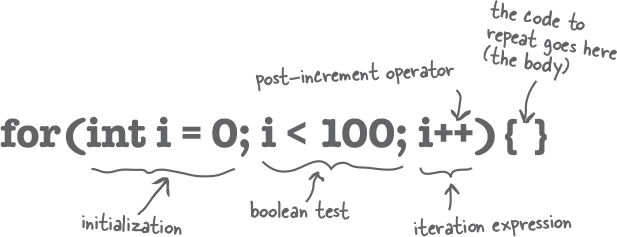 the code to
repeat goes here
(the body)
post-increment operator
for(int i = 0; i < 100; i++){ }
initialization
boolean test
iteration expression